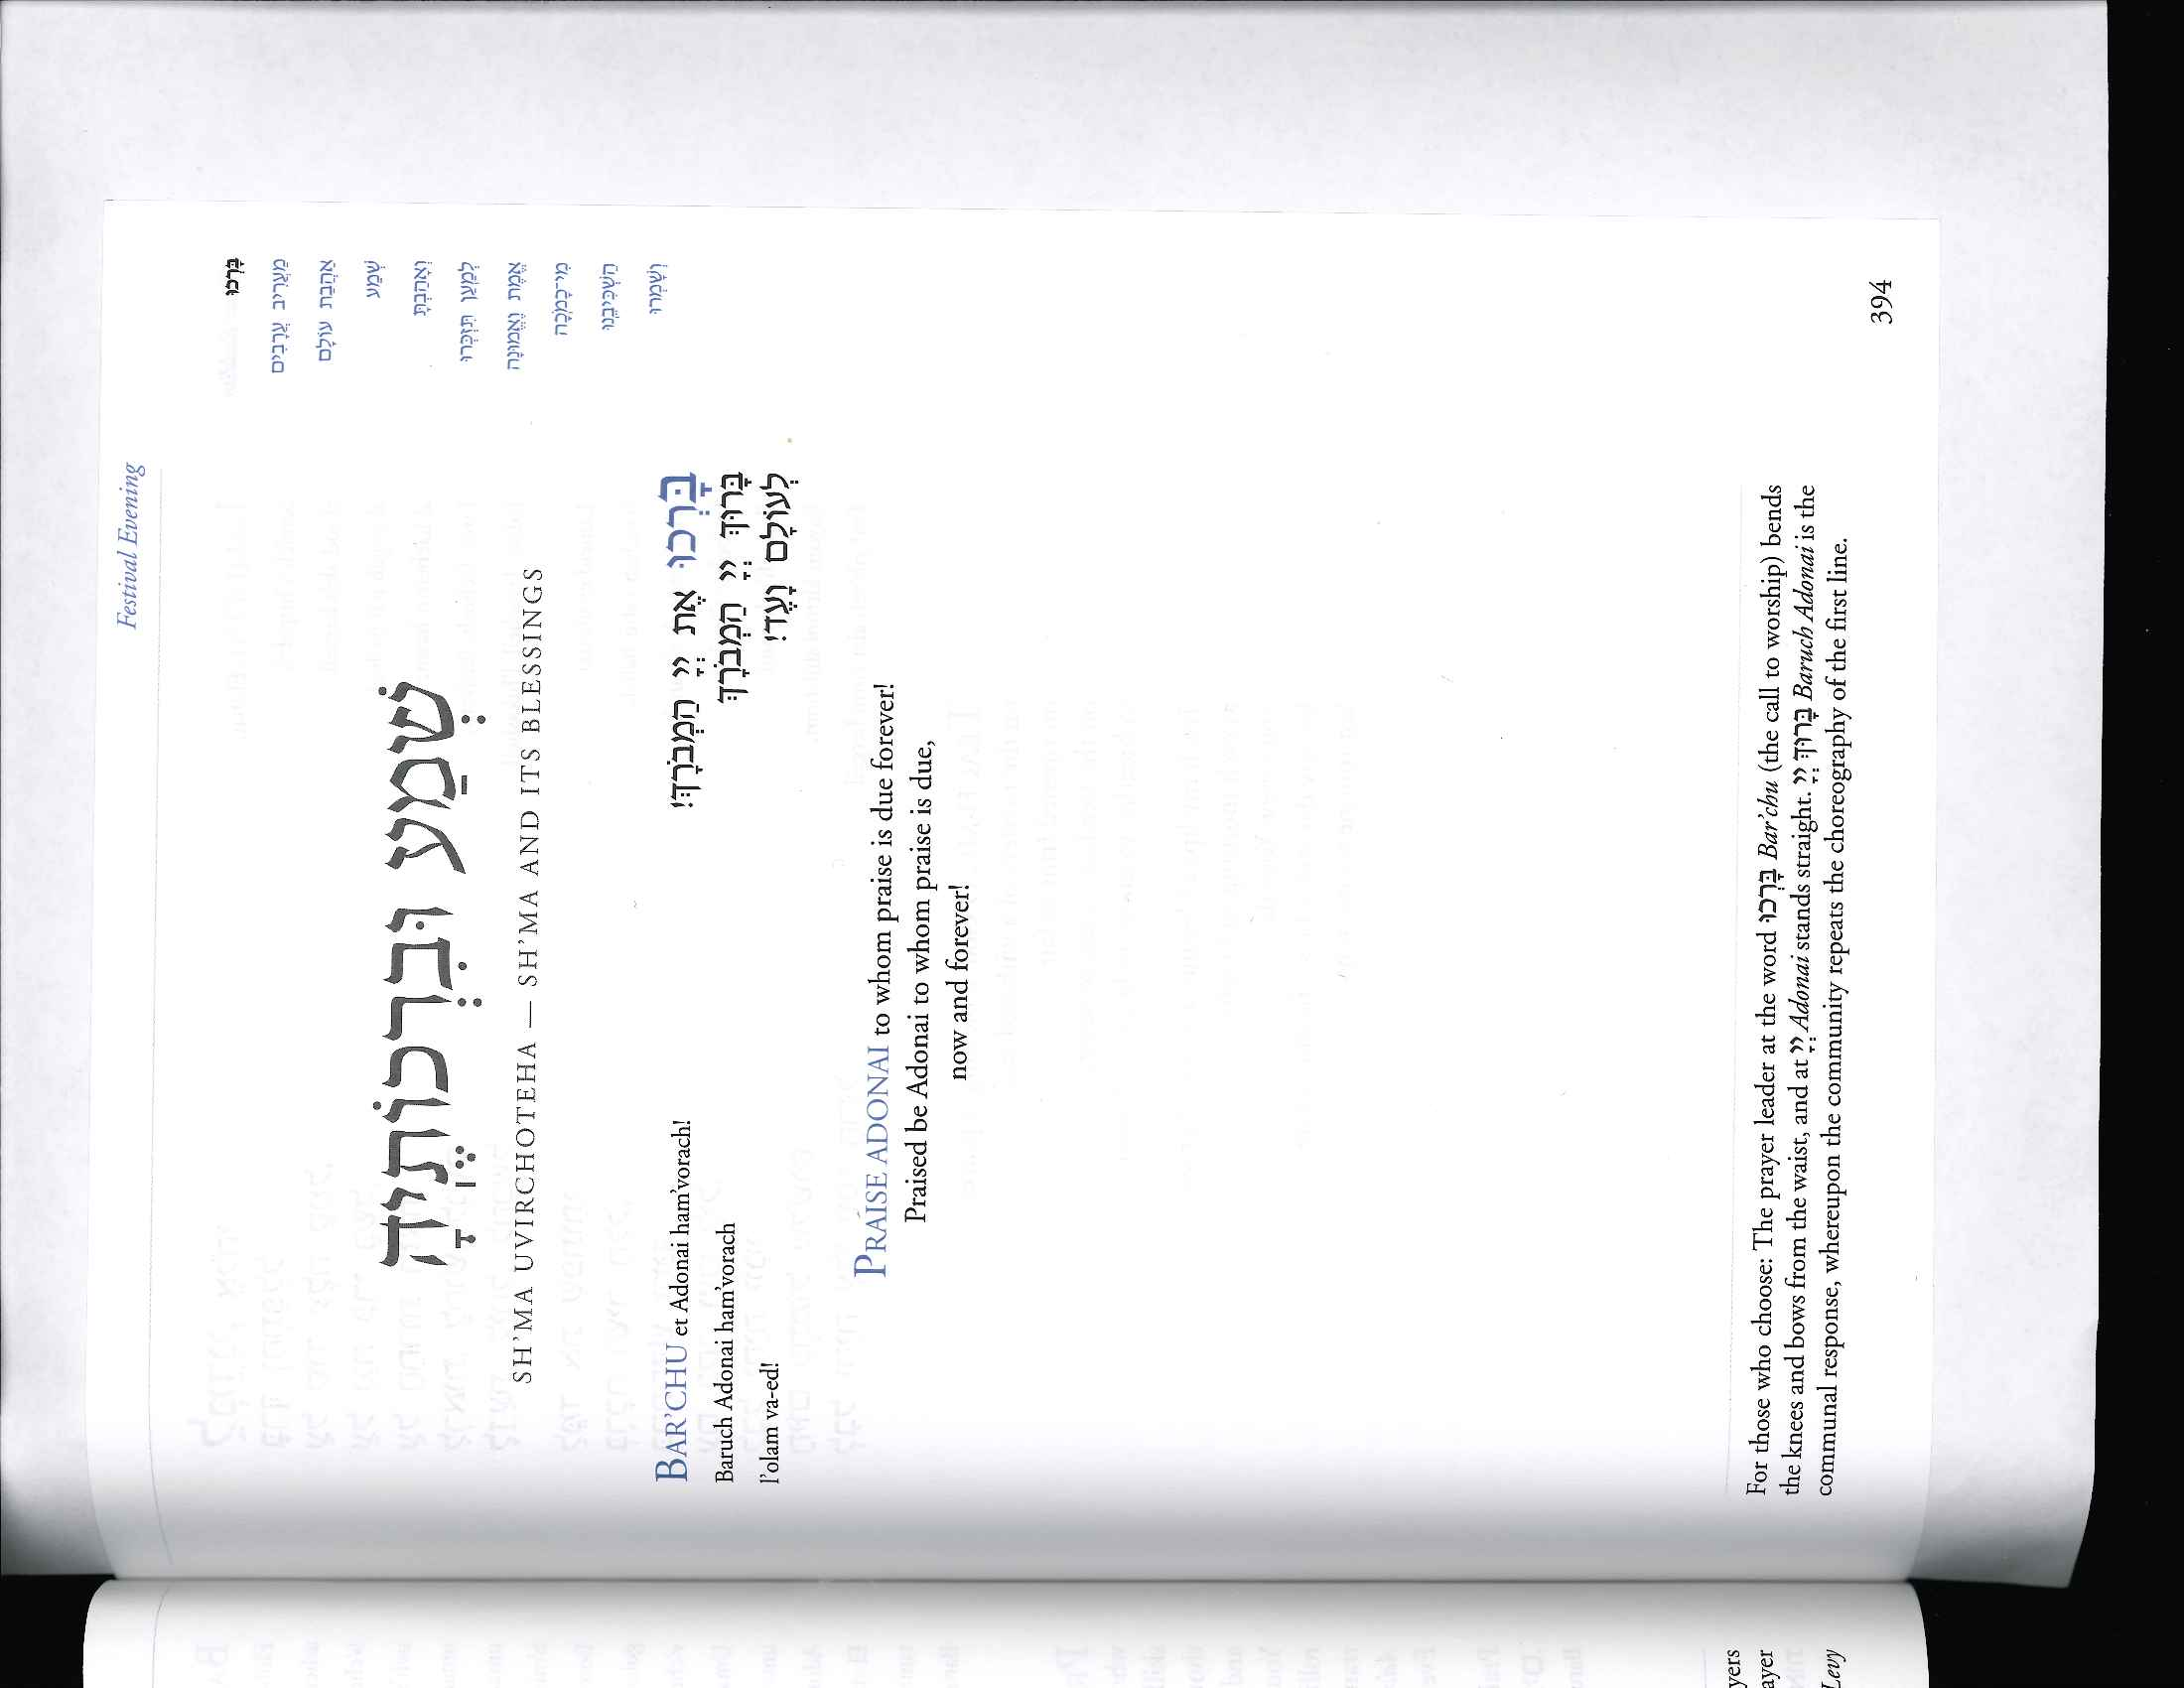 Festival Evening
בָּרְכוּ
מַעֲרִיב עֲרָבִים
אַהֲבַת עוֹלָם
שְׁמַע
וְאָהַבְתָּ
לְמַעַן תִּזְכְּרוּ
אֱמֶת וֶאֱמוּנָה
מִי־כָמֹכָה
הַשְׁכִּיבֵנוּ
וְשָׁמְרוּ
שְׁמַע וּבִרְכוֹתֶיהָ
SH'MA UVIRCHOTEHA — SH'MA AND ITS BLESSINGS
בָּרְכוּ אֶת יְיָ הַמְבֹרָךְ!
בָּרוּךְ יְיָ הַמְבֹרָךְ
לְעוֹלָם וָעֶד!
BAR'CHU et Adonai ham'vorach!
Baruch Adonai ham'vorach
l'olam va-ed!
PRAISE ADONAI to whom praise is due forever!
Praised be Adonai to whom praise is due,
now and forever!
For those who choose: The prayer leader at the word בָּרְכוּ Bar'chu (the call to worship) bends
the knees and bows from the waist, and at יְיָ Adonai stands straight. בָּרוּךְ יְיָ Baruch Adonai is the
communal response, whereupon the community repeats the choreography of the first line.
394
yers
ayer
Levy